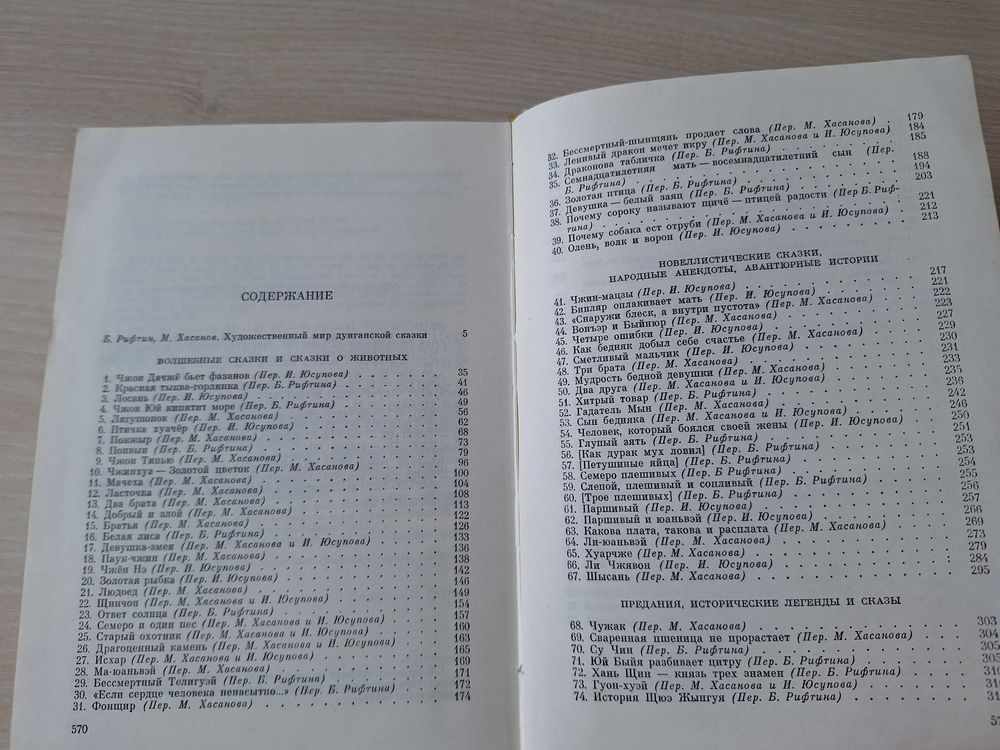 СОДЕРЖАНИЕ
Б. Рифтин, М. Хасанов. Художественный мир дунганской сказки 5
ВОЛШЕБНЫЕ СКАЗКИ И СКАЗКИ О ЖИВОТНЫХ
1. Чжон Дачжё бьет фазанов (Пер. И. Юсупова) 35
2. Красная тыква-горлянка (Пер. Б. Рифтина) 41
3. Лосань (Пер. И. Юсупова) 46
4. Чжон Юй кипятит море (Пер. Б. Рифтина) 49
5. Лягушонок (Пер. М. Хасанова) 56
6. Птичка хуачёр (Пер. И. Юсупова) 62
7. Понжыр (Пер. М. Хасанова) 68
8. Понвын (Пер. Б. Рифтина) 73
9. Чжон Тянью (Пер. М. Хасанова) 79
10. Чжинхуа — Золотой цветок (Пер. М. Хасанова) 96
11. Мачеха (Пер. М. Хасанова) 100
12. Ласточка (Пер. М. Хасанова) 104
13. Два брата (Пер. М. Хасанова) 108
14. Добрый и злой (Пер. М. Хасанова) 113
15. Братья (Пер. М. Хасанова) 122
16. Белая лиса (Пер. Б. Рифтина) 126
17. Девушка-змея (Пер. М. Хасанова и И. Юсупова) 133
18. Паук-чжин (Пер. М. Хасанова) 136
19. Чжён Нэ (Пер. И. Юсупова) 138
20. Золотая рыбка (Пер. И. Юсупова) 142
21. Людоед (Пер. М. Хасанова) 146
22. Щинчон (Пер. М. Хасанова и И. Юсупова) 149
23. Ответ солнца (Пер. Б. Рифтина) 154
24. Семеро и один пес (Пер. М. Хасанова и И. Юсупова) 157
25. Старый охотник (Пер. М. Хасанова) 160
26. Драгоценный камень (Пер. М. Хасанова) 163
27. Исхар (Пер. М. Хасанова и И. Юсупова) 165
28. Ма-юаньвэй (Пер. М. Хасанова) 169
29. Бессмертный Телигуэй (Пер. Б. Рифтина) 171
30. «Если сердце человека ненасытно...» (Пер. Б. Рифтина) 172
31. Фонщир (Пер. М. Хасанова) 174
570
32. Бессмертный-шынщянь продает слова (Пер. М. Хасанова) 179
33. Ленивый дракон мечет икру (Пер. М. Хасанова и И. Юсупова) 184
34. Драконова табличка (Пер. Б. Рифтина) 185
35. Семнадцатилетняя мать — восемнадцатилетний сын (Пер.
Б. Рифтина) 188
36. Золотая птица (Пер. Б. Рифтина) 194
37. Девушка — белый заяц (Пер. Б. Рифтина) 203
38. Почему сороку называют щичё — птицей радости (Пер Б. Риф-
тина) 221
39. Почему собака ест отруби (Пер. М. Хасанова и И. Юсупова) 212
40. Олень, волк и ворон (Пер. И. Юсупова) 213
НОВЕЛЛИСТИЧЕСКИЕ СКАЗКИ,
НАРОДНЫЕ АНЕКДОТЫ, АВАНТЮРНЫЕ ИСТОРИИ
41. Чжин-мацзы (Пер. И. Юсупова) 217
42. Бинляр оплакивает мать (Пер. И. Юсупова) 221
43. «Снаружи блеск, а внутри пустота» (Пер. М. Хасанова) 222
44. Вонъэр и Быйнюр (Пер. М. Хасанова) 223
45. Четыре ошибки (Пер. И. Юсупова) 227
46. Как бедняк добыл себе счастье (Пер. М. Хасанова) 229
47. Сметливый мальчик (Пер. И. Юсупова) 230
48. Три брата (Пер. М. Хасанова) 231
49. Мудрость бедной девушки (Пер. М. Хасанова) 233
50. Два друга (Пер. М. Хасанова и И. Юсупова) 235
51. Хитрый товар (Пер. Б. Рифтина) 236
52. Гадатель Мын (Пер. М. Хасанова) 242
53. Сын бедняка (Пер. М. Хасанова и И. Юсупова) 246
54. Человек, который боялся своей жены (Пер. И. Юсупова) 250
55. Глупый зять (Пер. Б. Рифтина) 251
56. [Как дурак мух ловил] (Пер. Б. Рифтина) 253
57. [Петушиные яйца] (Пер. Б. Рифтина) 253
58. Семеро плешивых (Пер Б. Рифтина) 254
59. Слепой, плешивый и сопливый (Пер. Б. Рифтина) 255
60. [Трое плешивых] (Пер. Б. Рифтина) 256
61. Паршивый (Пер. И. Юсупова) 257
62. Паршивый и юаньвэй (Пер. И. Юсупова) 266
63. Какова плата, такова и расплата (Пер. М. Хасанова) 269
64. Ли-юаньвэй (Пер. М. Хасанова) 273
65. Хуарчже (Пер. М. Хасанова) 279
66. Ли Чжявон (Пер. М. Хасанова и И. Юсупова) 284
67. Шысань (Пер. М. Хасанова) 295
ПРЕДАНИЯ, ИСТОРИЧЕСКИЕ ЛЕГЕНДЫ И СКАЗЫ
68. Чужак (Пер. М. Хасанова) 303
69. Сваренная пшеница не прорастает (Пер. М. Хасанова) 304
70. Су Чин (Пер. Б. Рифтина) 305
71. Юй Быйя разбивает цитру (Пер. Б. Рифтина)
72. Хань Щин — князь трех знамен (Пер. Б. Рифтина)
73. Гуон-хуэй (Пер. М. Хасанова и И. Юсупова)
74. История Щюэ Жынгуя (Пер. Б. Рифтина)